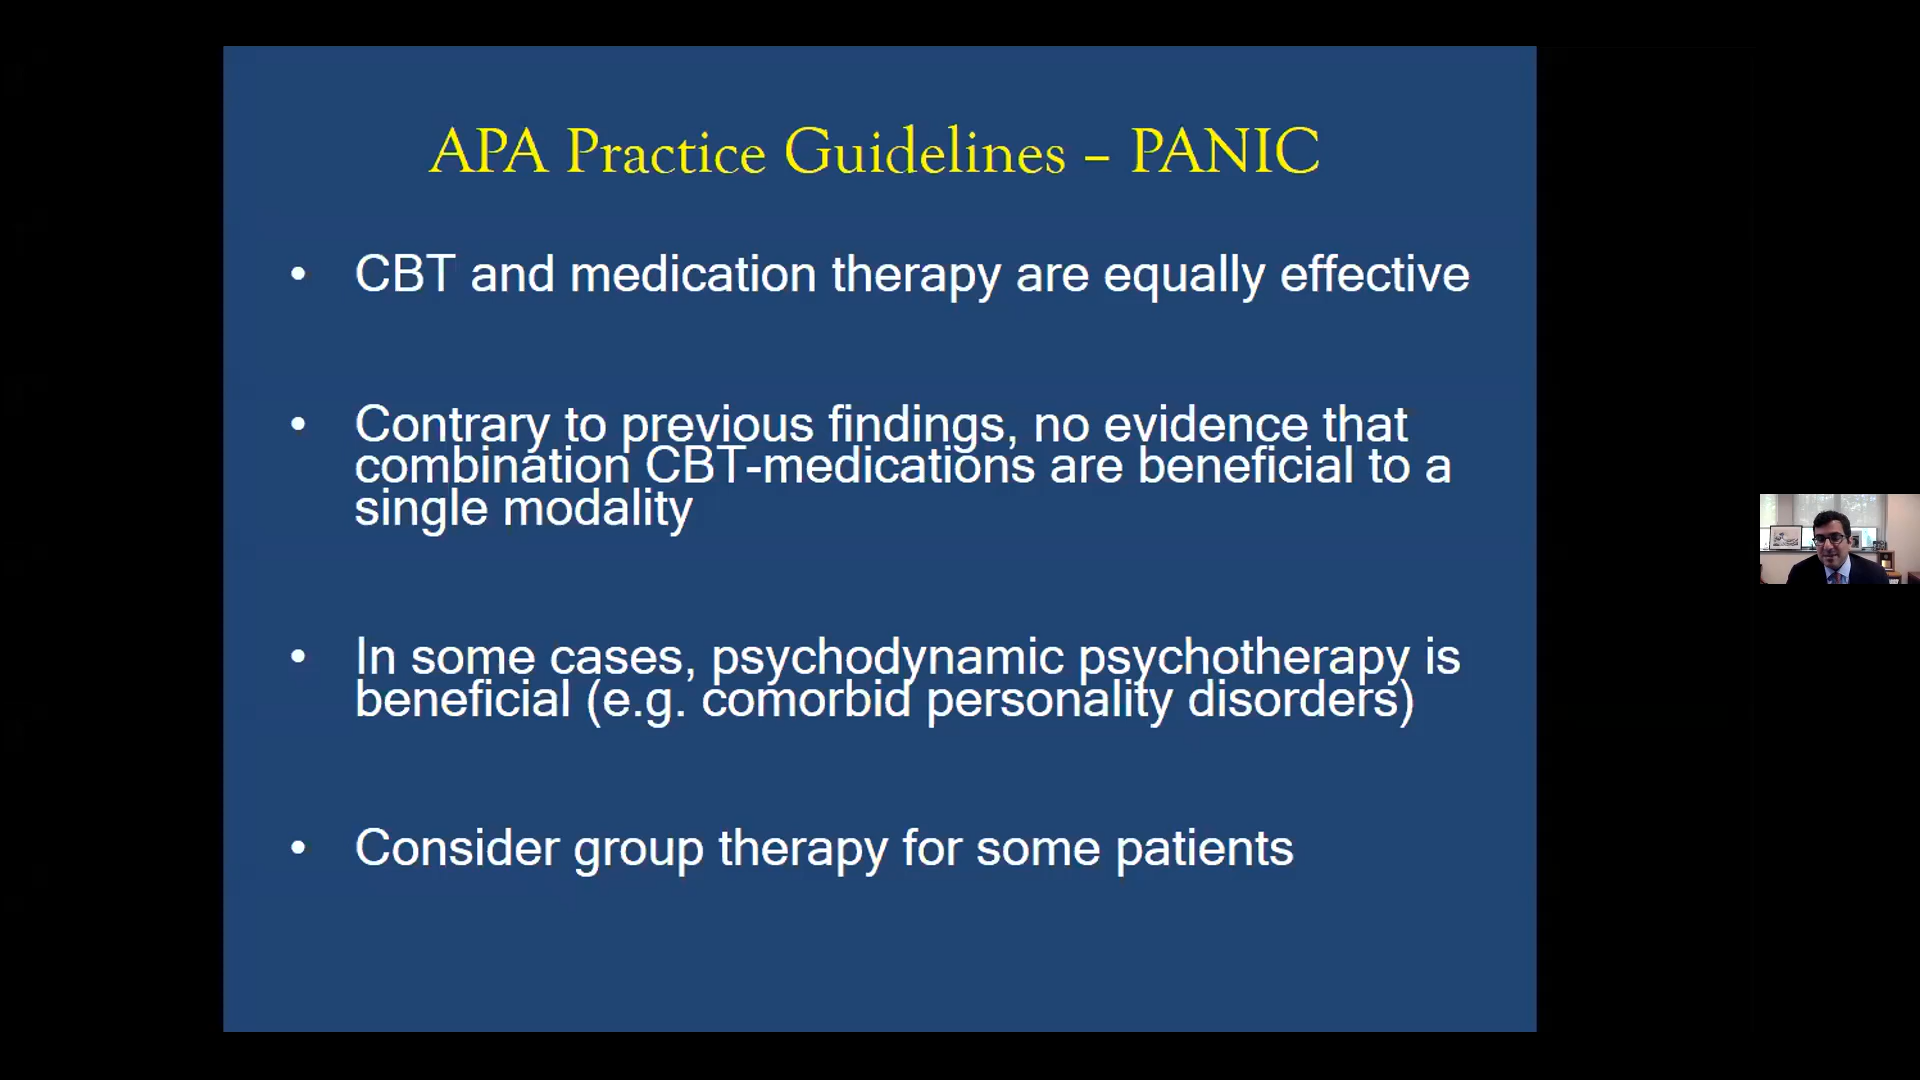 APA Practice Guidelines – PANIC
• CBT and medication therapy are equally effective
• Contrary to previous findings, no evidence that
combination CBT-medications are beneficial to a
single modality
• In some cases, psychodynamic psychotherapy is
beneficial (e.g. comorbid personality disorders)
• Consider group therapy for some patients